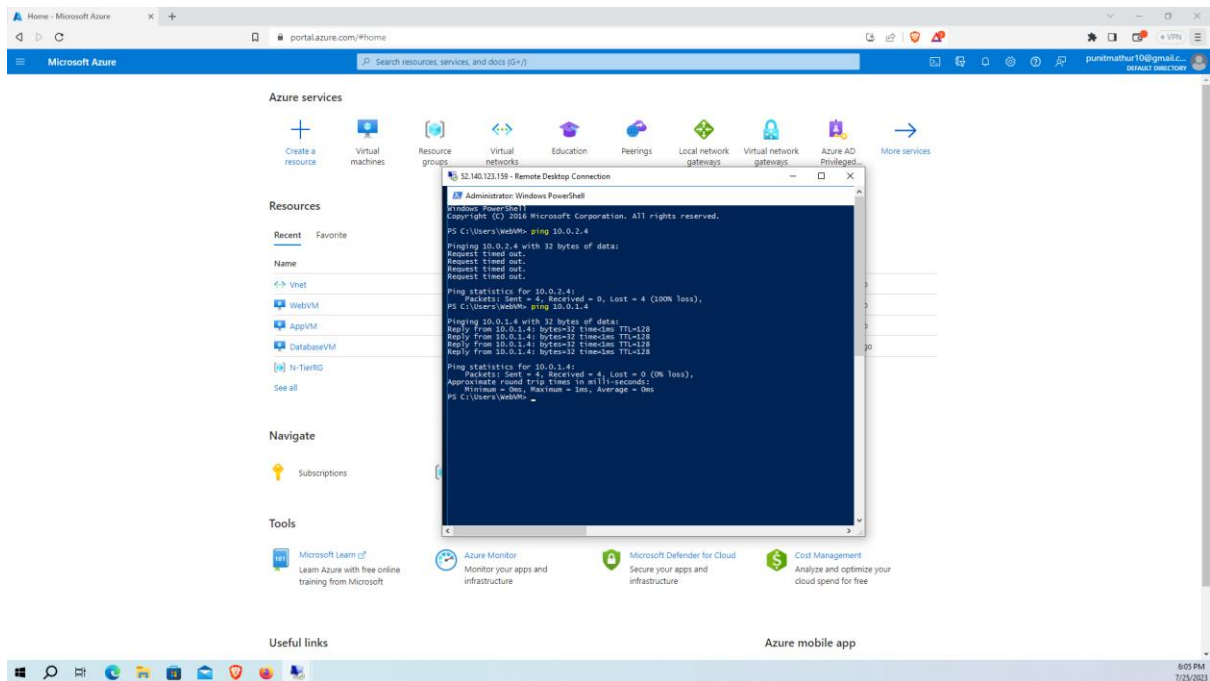 Home - Microsoft Azure
portal.azure.com/#home
VPN
Microsoft Azure
Search resources, services, and docs (G+/)
punitmathur10@gmail.c...
DEFAULT DIRECTORY
Azure services
Create a resource
Virtual machines
Resource groups
Virtual networks
Education
Peerings
Local network gateways
Virtual network gateways
Azure AD Privileged...
More services
52.140.123.159 - Remote Desktop Connection
Administrator: Windows PowerShell
Windows PowerShell
Copyright (C) 2016 Microsoft Corporation. All rights reserved.
PS C:\Users\WebVM> ping 10.0.2.4
Pinging 10.0.2.4 with 32 bytes of data:
Request timed out.
Request timed out.
Request timed out.
Request timed out.
Ping statistics for 10.0.2.4:
Packets: Sent = 4, Received = 0, Lost = 4 (100% loss),
PS C:\Users\WebVM> ping 10.0.1.4
Pinging 10.0.1.4 with 32 bytes of data:
Reply from 10.0.1.4: bytes=32 time<1ms TTL=128
Reply from 10.0.1.4: bytes=32 time=1ms TTL=128
Reply from 10.0.1.4: bytes=32 time<1ms TTL=128
Reply from 10.0.1.4: bytes=32 time=1ms TTL=128
Ping statistics for 10.0.1.4:
Packets: Sent = 4, Received = 4, Lost = 0 (0% loss),
Approximate round trip times in milli-seconds:
Minimum = 0ms, Maximum = 1ms, Average = 0ms
PS C:\Users\WebVM> _
Resources
Recent Favorite
Name
Vnet
WebVM
AppVM
DatabaseVM
N-TierRG
See all
Navigate
Subscriptions
Tools
Microsoft Learn
Learn Azure with free online
training from Microsoft
Azure Monitor
Monitor your apps and
infrastructure
Microsoft Defender for Cloud
Secure your apps and
infrastructure
Cost Management
Analyze and optimize your
cloud spend for free
Useful links
Azure mobile app
6:05 PM
7/25/2023